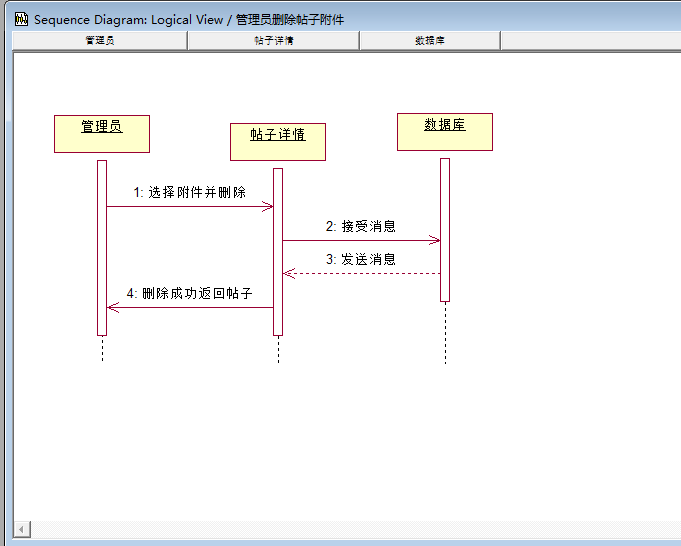 Sequence Diagram: Logical View / 管理员删除帖子附件
管理员 帖子详情 数据库
管理员
帖子详情
数据库
1: 选择附件并删除
2: 接受消息
3: 发送消息
4: 删除成功返回帖子